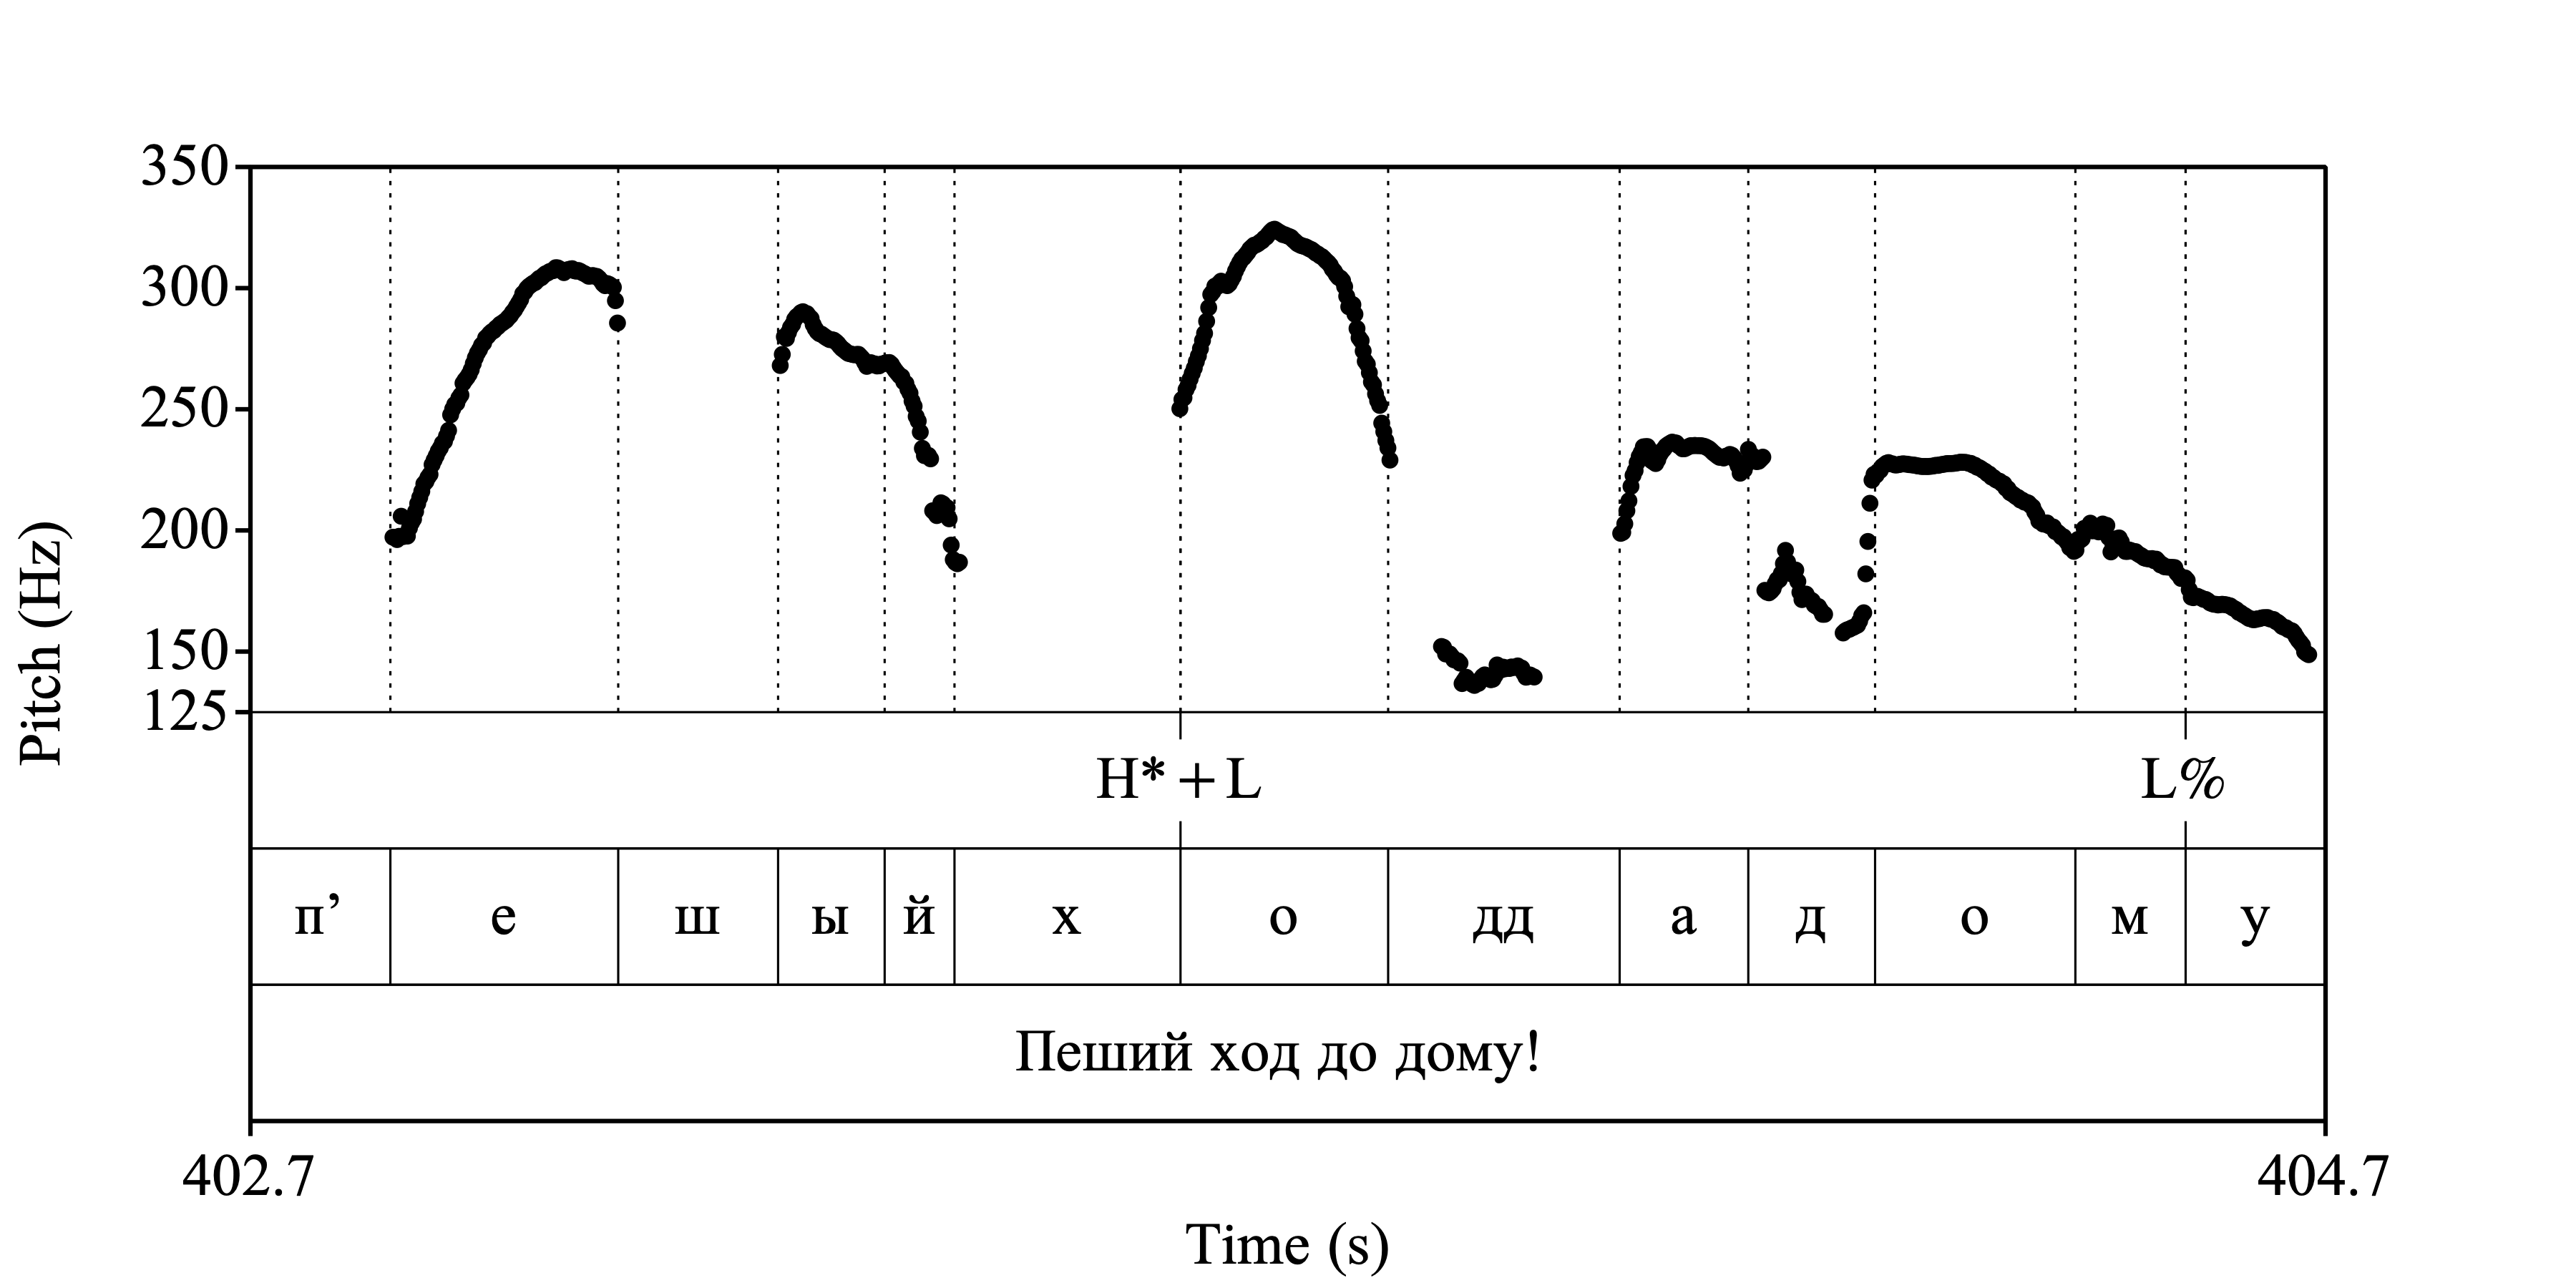 350
300
250
200
150
125
Pitch (Hz)
H* + L L%
п’ е ш ы й х о дд а д о м у
Пеший ход до дому!
402.7 404.7
Time (s)